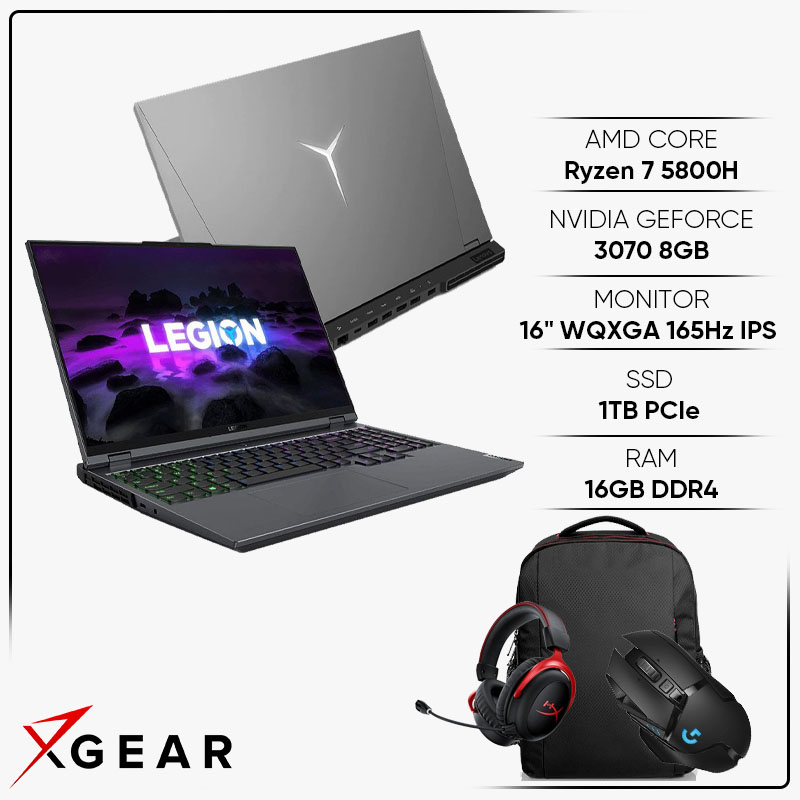 AMD CORE
Ryzen 7 5800H
NVIDIA GEFORCE
3070 8GB
MONITOR
16" WQXGA 165Hz IPS
SSD
1TB PCIe
RAM
16GB DDR4
LEGION
HX
G
XGEAR